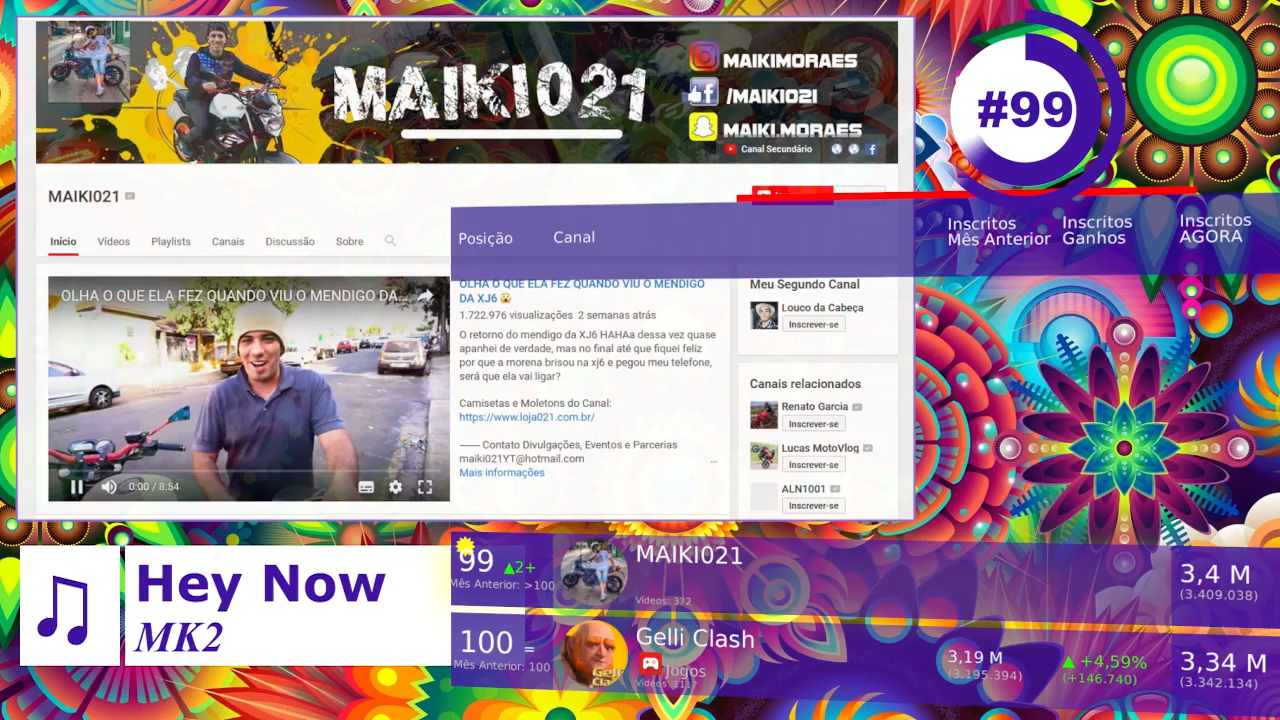 MAIKI021
MAIKIMORAES
/MAIKI021
MAIKI.MORAES
Canal Secundário
#99
MAIKI021
Início Vídeos Playlists Canais Discussão Sobre
Posição Canal
Inscritos Mês Anterior
Inscritos Ganhos
Inscritos AGORA
OLHA O QUE ELA FEZ QUANDO VIU O MENDIGO DA...
0:00 / 8:54
OLHA O QUE ELA FEZ QUANDO VIU O MENDIGO
DA XJ6
1.722.976 visualizações 2 semanas atrás
O retorno do mendigo da XJ6 HAHAa dessa vez quase
apanhei de verdade, mas no final até que fiquei feliz
por que a morena brisou na xj6 e pegou meu telefone,
será que ela vai ligar?
Camisetas e Moletons do Canal:
https://www.loja021.com.br/
—— Contato Divulgações, Eventos e Parcerias
maiki021YT@hotmail.com
...
Mais informações
Meu Segundo Canal
Louco da Cabeça
Inscrever-se
Canais relacionados
Renato Garcia
Inscrever-se
Lucas MotoVlog
Inscrever-se
ALN1001
Inscrever-se
Hey Now
MK2
99 ▲2+
Mês Anterior: >100
MAIKI021
Vídeos: 372
3,4 M
(3.409.038)
100 =
Mês Anterior: 100
Gelli Clash
Jogos
3,19 M
(3.195.394)
▲ +4,59%
(+146.740)
3,34 M
(3.342.134)